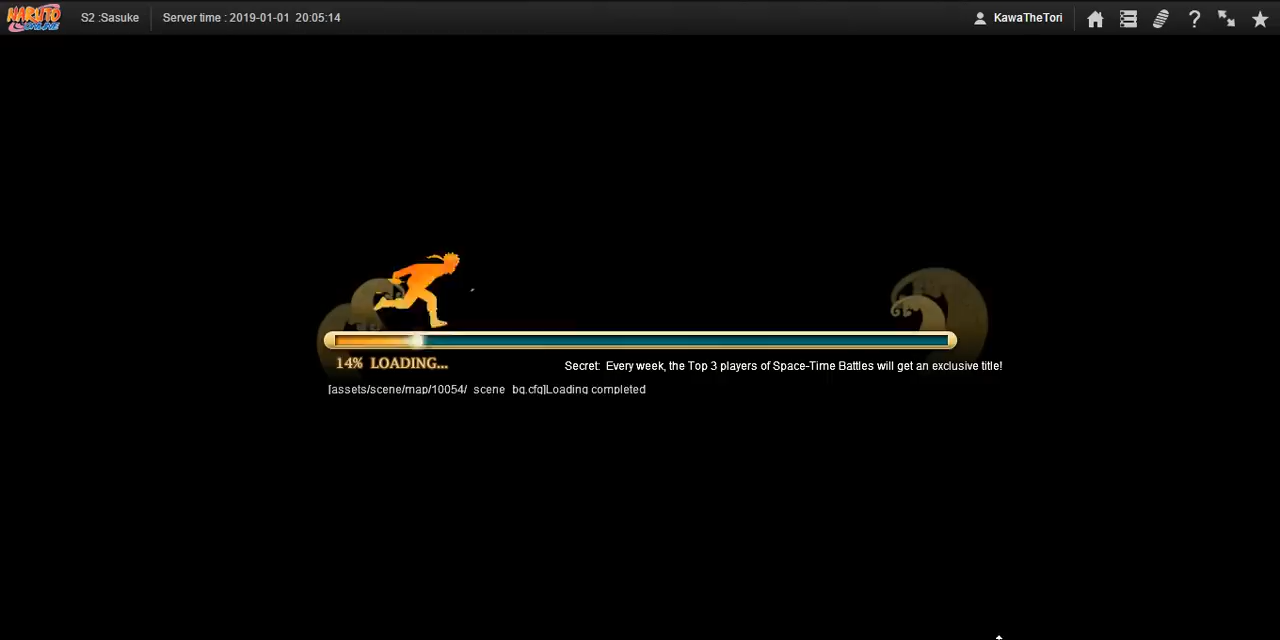 NARUTO ONLINE S2 :Sasuke Server time : 2019-01-01 20:05:14 KawaTheTori ?
14% LOADING...
Secret: Every week, the Top 3 players of Space-Time Battles will get an exclusive title!
[assets/scene/map/10054/_scene_bg.cfg]Loading completed